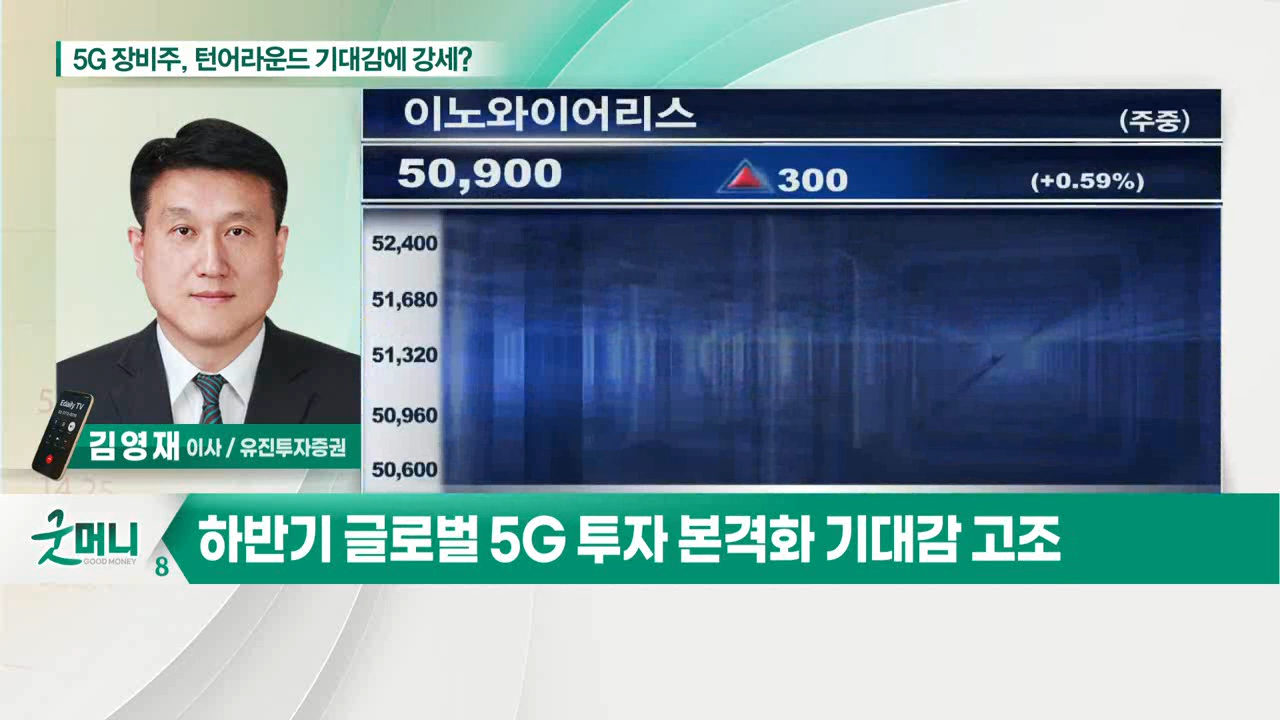 5G 장비주, 턴어라운드 기대감에 강세?
이노와이어리스 (주중)
50,900 ▲ 300 (+0.59%)
52,400
51,680
51,320
50,960
50,600
Edaily TV
김영재 이사 / 유진투자증권
14.25
굿머니
GOOD MONEY
8
하반기 글로벌 5G 투자 본격화 기대감 고조